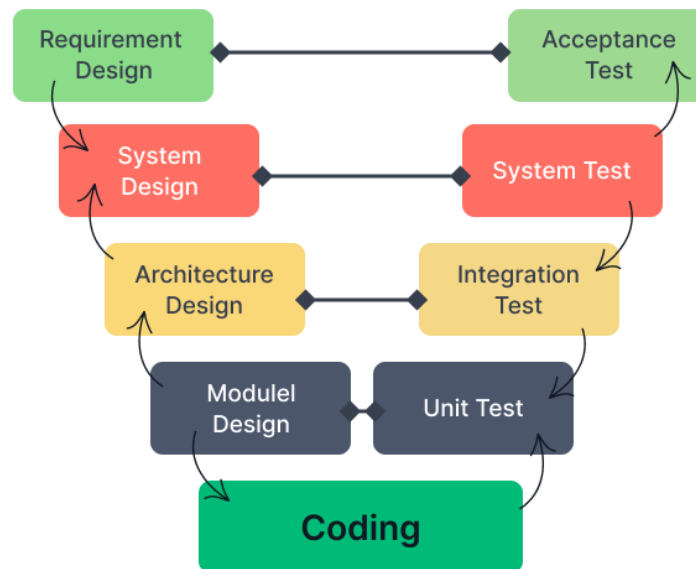 Requirement
Design
Acceptance
Test
System
Design
System Test
Architecture
Design
Integration
Test
Modulel
Design
Unit Test
Coding